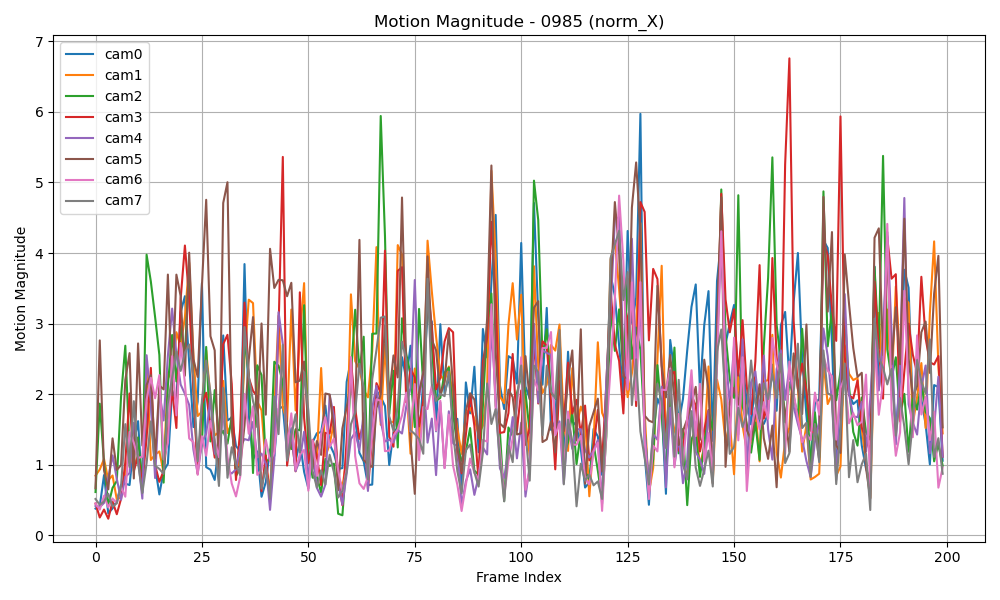 Motion Magnitude - 0985 (norm_X)
7
6
5
4
3
2
1
0
Motion Magnitude
cam0
cam1
cam2
cam3
cam4
cam5
cam6
cam7
0
25
50
75
100
125
150
175
200
Frame Index